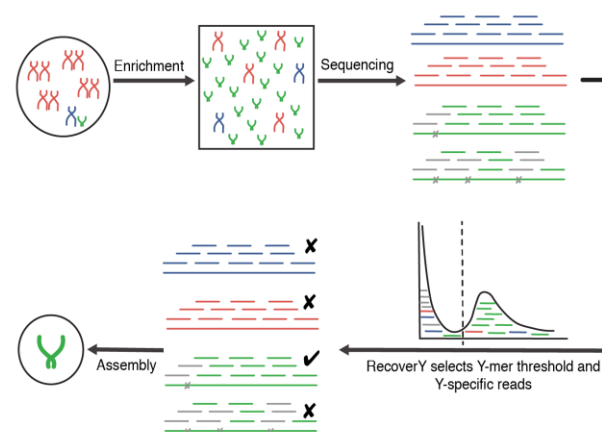 Enrichment
Sequencing
RecoverY selects Y-mer threshold and
Y-specific reads
Assembly